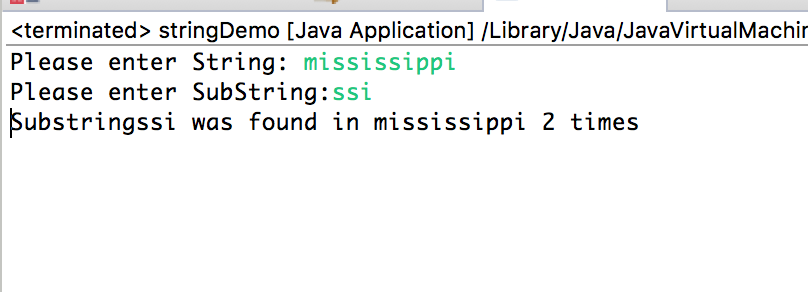 <terminated> stringDemo [Java Application] /Library/Java/JavaVirtualMachin
Please enter String: mississippi
Please enter SubString:ssi
Substringssi was found in mississippi 2 times